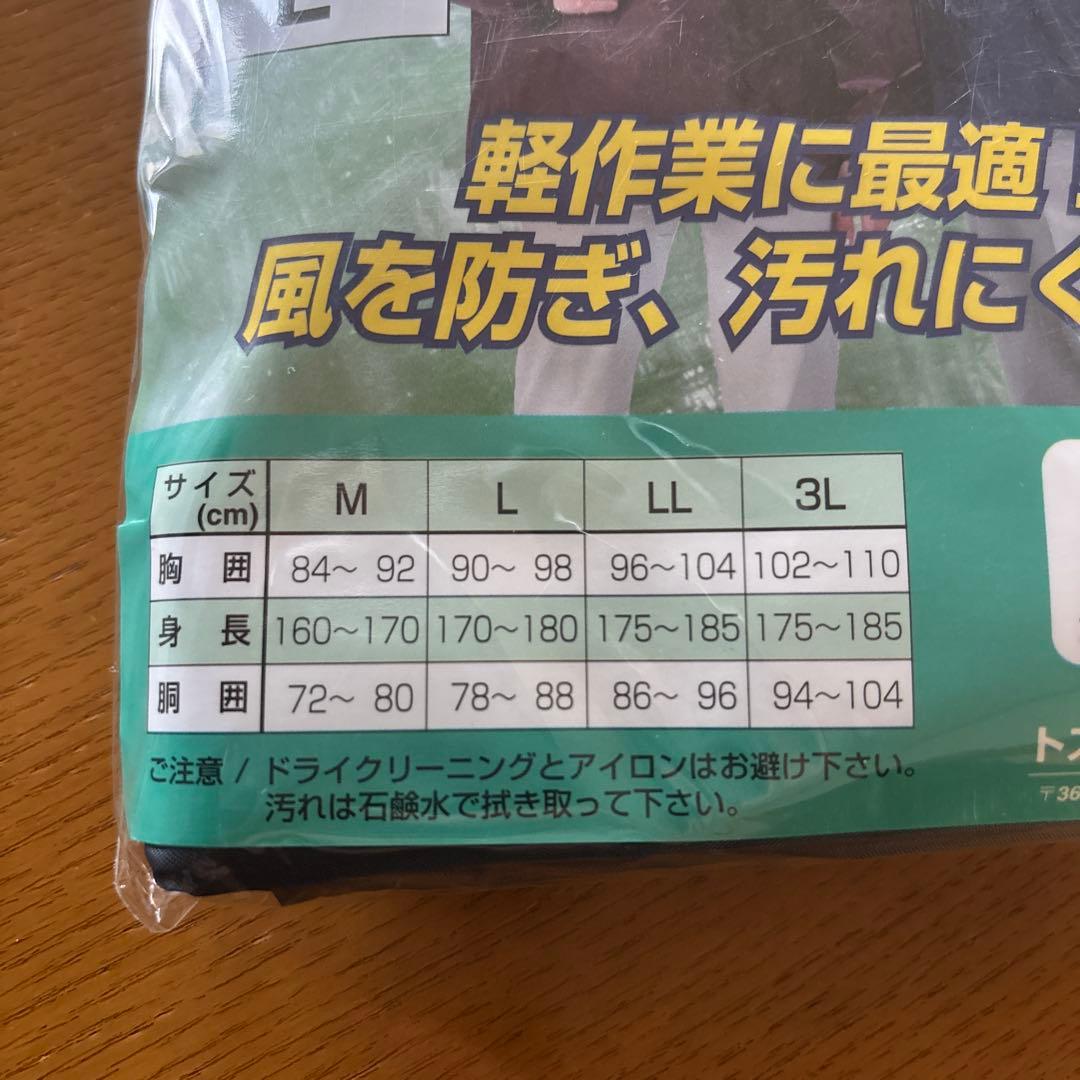 L
軽作業に最適！
風を防ぎ、汚れにく
サイズ(cm) M L LL 3L
胸囲 84～92 90～98 96～104 102～110
身長 160～170 170～180 175～185 175～185
胴囲 72～80 78～88 86～96 94～104
ご注意 / ドライクリーニングとアイロンはお避け下さい。
汚れは石鹸水で拭き取って下さい。
〒36